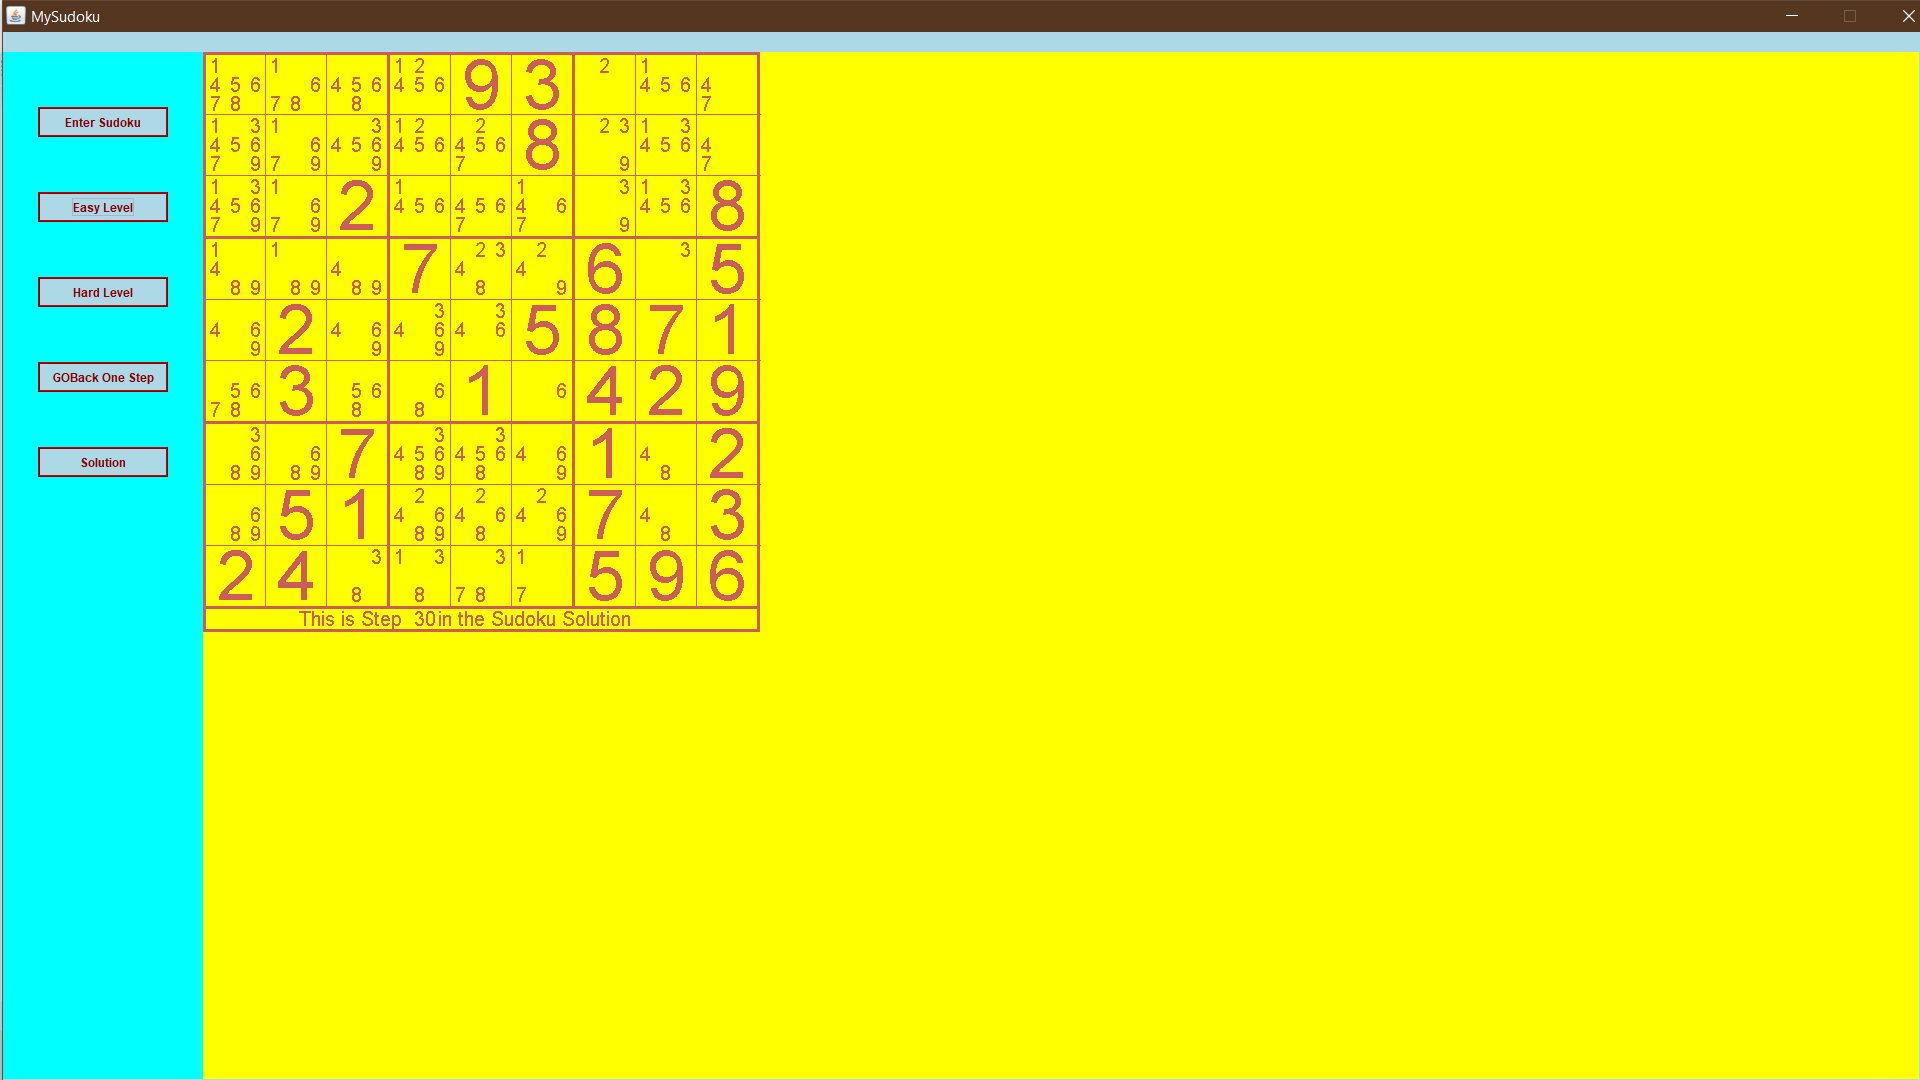 MySudoku
Enter Sudoku
Easy Level
Hard Level
GOBack One Step
Solution
1 1 1 2 2 1
4 5 6 6 4 5 6 4 5 6 9 3 4 5 6 4
7 8 7 8 8 7
1 3 1 3 1 2 2 2 3 1 3
4 5 6 6 4 5 6 4 5 6 4 5 6 8 4 5 6 4
7 9 7 9 9 7 9 7
1 3 1 1 1 3 1 3
4 5 6 6 2 4 5 6 4 5 6 4 6 4 5 6 8
7 9 7 9 7 7 9
1 1 2 3 2 3
4 4 7 4 4 6 5
8 9 8 9 8 9 8 9
3 3
4 6 2 4 6 4 6 4 6 5 8 7 1
9 9 9
5 6 3 5 6 6 1 6 4 2 9
7 8 8 8
3 3 3
6 6 7 4 5 6 4 5 6 4 6 1 4 2
8 9 8 9 8 9 8 9 8
2 2 2
6 5 1 4 6 4 6 4 6 7 4 3
8 9 8 9 8 9 8
3 1 3 3 1
2 4 5 9 6
8 8 7 8 7
This is Step 30in the Sudoku Solution